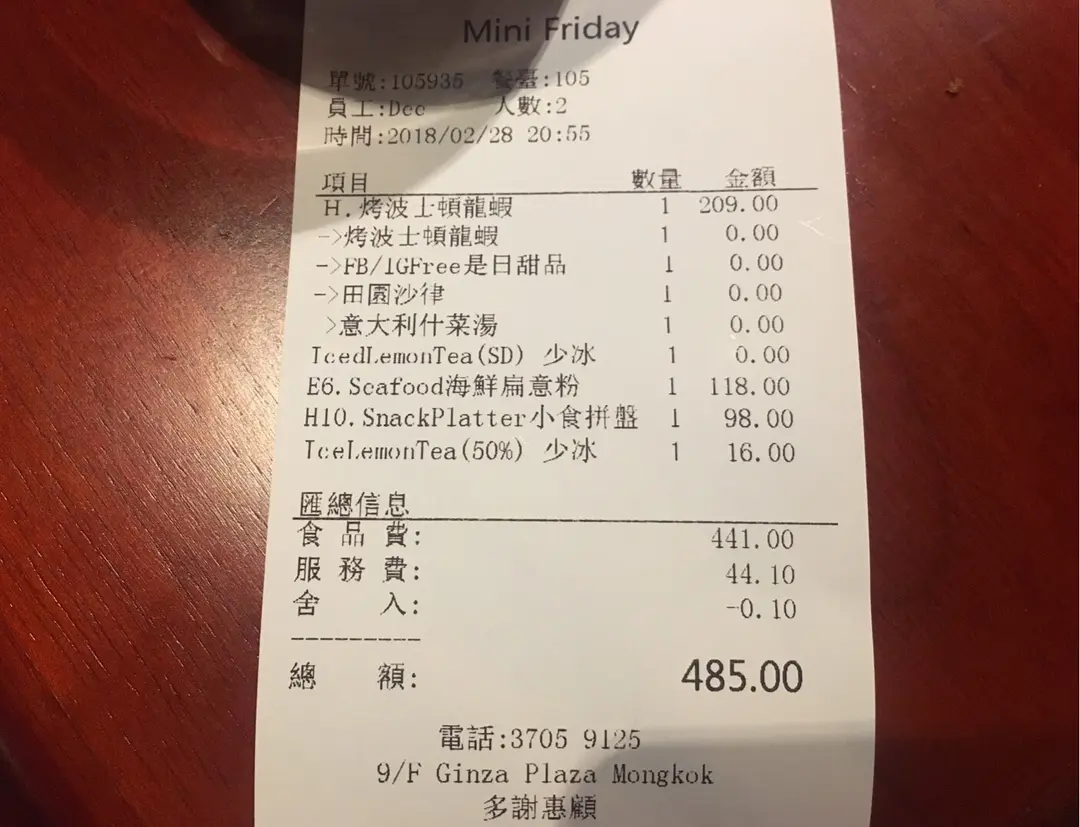 Mini Friday
單號:105935 餐臺:105
員工:Dee 人數:2
時間:2018/02/28 20:55
項目 數量 金額
H.烤波士頓龍蝦 1 209.00
->烤波士頓龍蝦 1 0.00
->FB/IGFree是日甜品 1 0.00
->田園沙律 1 0.00
>意大利什菜湯 1 0.00
IcedLemonTea(SD) 少冰 1 0.00
E6.Seafood海鮮扁意粉 1 118.00
H10.SnackPlatter小食拼盤 1 98.00
IceLemonTea(50%) 少冰 1 16.00
匯總信息
食品費: 441.00
服務費: 44.10
舍入: -0.10
---------
總額: 485.00
電話:3705 9125
9/F Ginza Plaza Mongkok
多謝惠顧